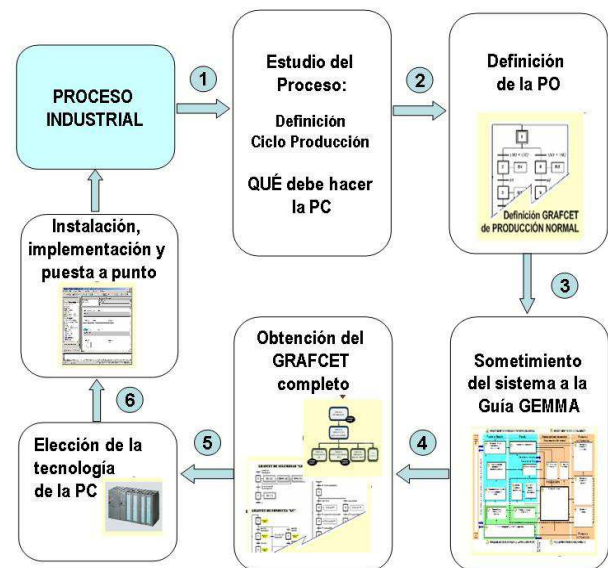 PROCESO
INDUSTRIAL
1
Estudio del
Proceso:
Definición
Ciclo Producción
QUÉ debe hacer
la PC
2
Definición
de la PO
Definición GRAFCET
de PRODUCCIÓN NORMAL
3
Sometimiento
del sistema a la
Guía GEMMA
4
Obtención del
GRAFCET
completo
5
Elección de la
tecnología
de la PC
6
Instalación,
implementación y
puesta a punto